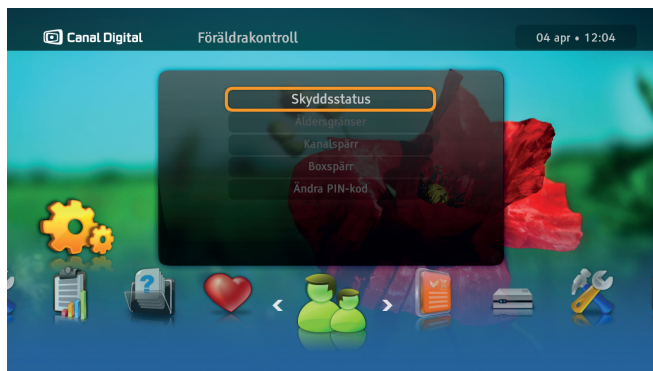 Canal Digital
Föräldrakontroll
04 apr • 12:04
Skyddsstatus
Åldersgränser
Kanalspärr
Boxspärr
Ändra PIN-kod